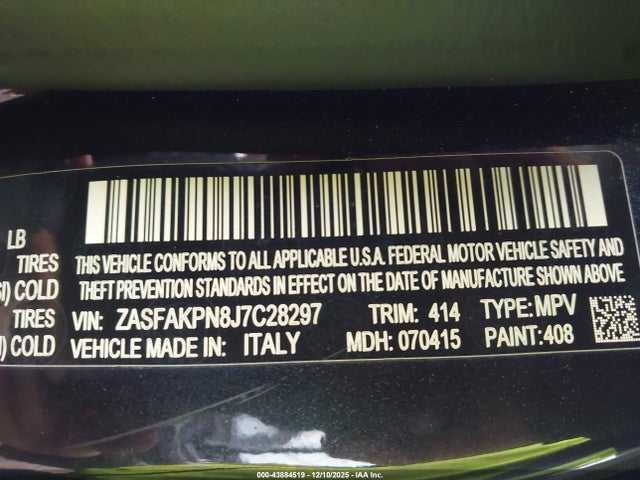 LB
TIRES THIS VEHICLE CONFORMS TO ALL APPLICABLE U.S.A. FEDERAL MOTOR VEHICLE SAFETY AND
SI) COLD THEFT PREVENTION STANDARDS IN EFFECT ON THE DATE OF MANUFACTURE SHOWN ABOVE
TIRES VIN: ZASFAKPN8J7C28297 TRIM: 414 TYPE: MPV
I) COLD VEHICLE MADE IN: ITALY MDH: 070415 PAINT: 408
000-43884519 - 12/10/2025 - IAA Inc.